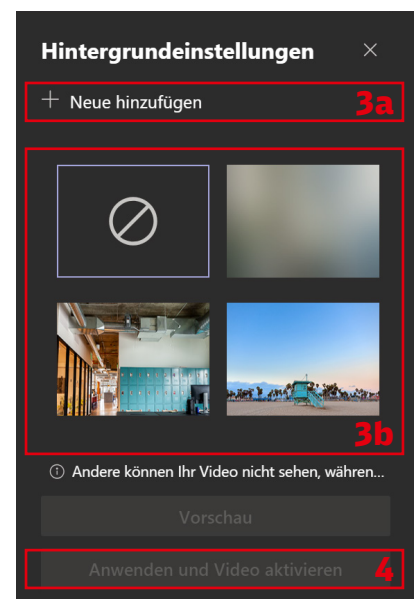 Hintergrundeinstellungen
Neue hinzufügen 3a
3b
Andere können Ihr Video nicht sehen, währen...
Vorschau
Anwenden und Video aktivieren 4